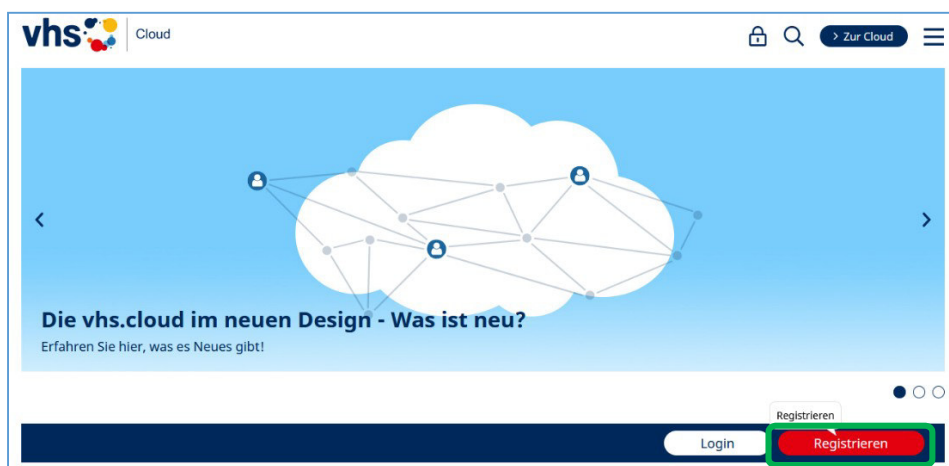 vhs Cloud
> Zur Cloud
Die vhs.cloud im neuen Design - Was ist neu?
Erfahren Sie hier, was es Neues gibt!
Registrieren
Login
Registrieren